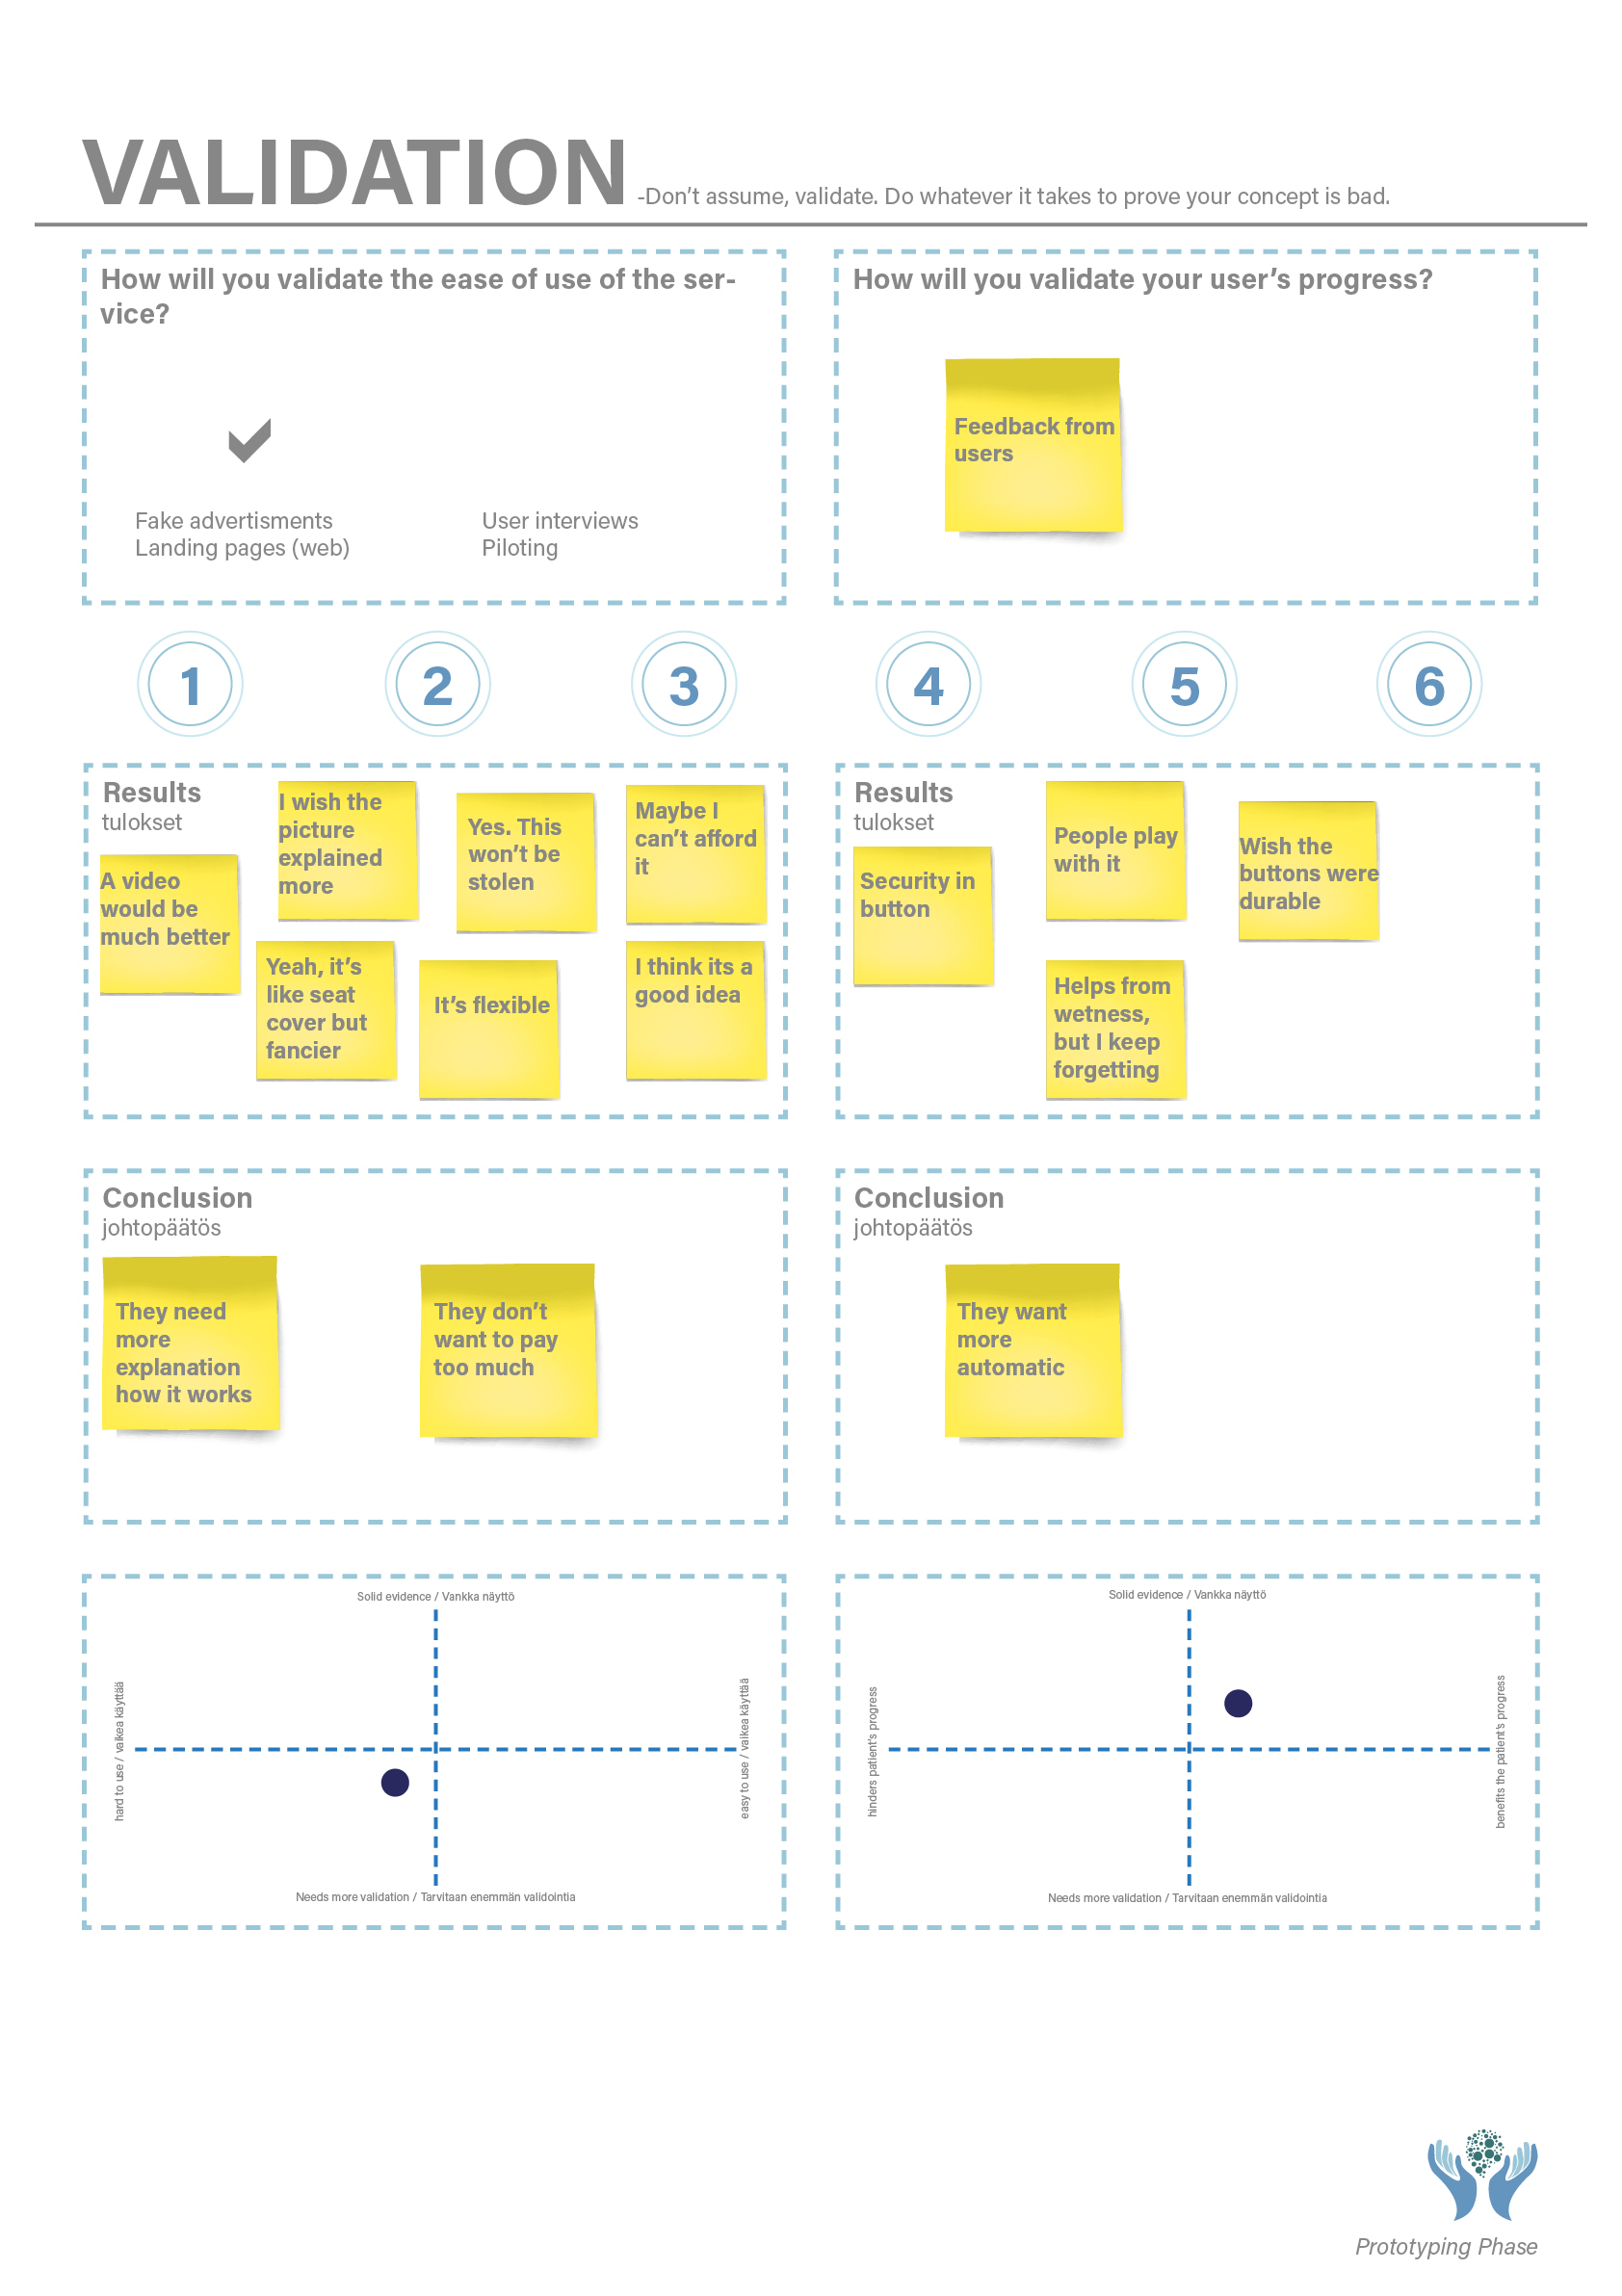 VALIDATION -Don't assume, validate. Do whatever it takes to prove your concept is bad.
How will you validate the ease of use of the ser-
vice?
Fake advertisments
Landing pages (web)
User interviews
Piloting
How will you validate your user's progress?
Feedback from
users
1
2
3
4
5
6
Results
tulokset
A video
would be
much better
I wish the
picture
explained
more
Yes. This
won't be
stolen
Maybe I
can't afford
it
Yeah, it's
like seat
cover but
fancier
It's flexible
I think its a
good idea
Results
tulokset
Security in
button
People play
with it
Wish the
buttons were
durable
Helps from
wetness,
but I keep
forgetting
Conclusion
johtopäätös
They need
more
explanation
how it works
They don't
want to pay
too much
Conclusion
johtopäätös
They want
more
automatic
Solid evidence / Vankka näyttö
hard to use / vaikea käyttää
easy to use / vaikea käyttää
Needs more validation / Tarvitaan enemmän validointia
Solid evidence / Vankka näyttö
hinders patient's progress
benefits the patient's progress
Needs more validation / Tarvitaan enemmän validointia
Prototyping Phase